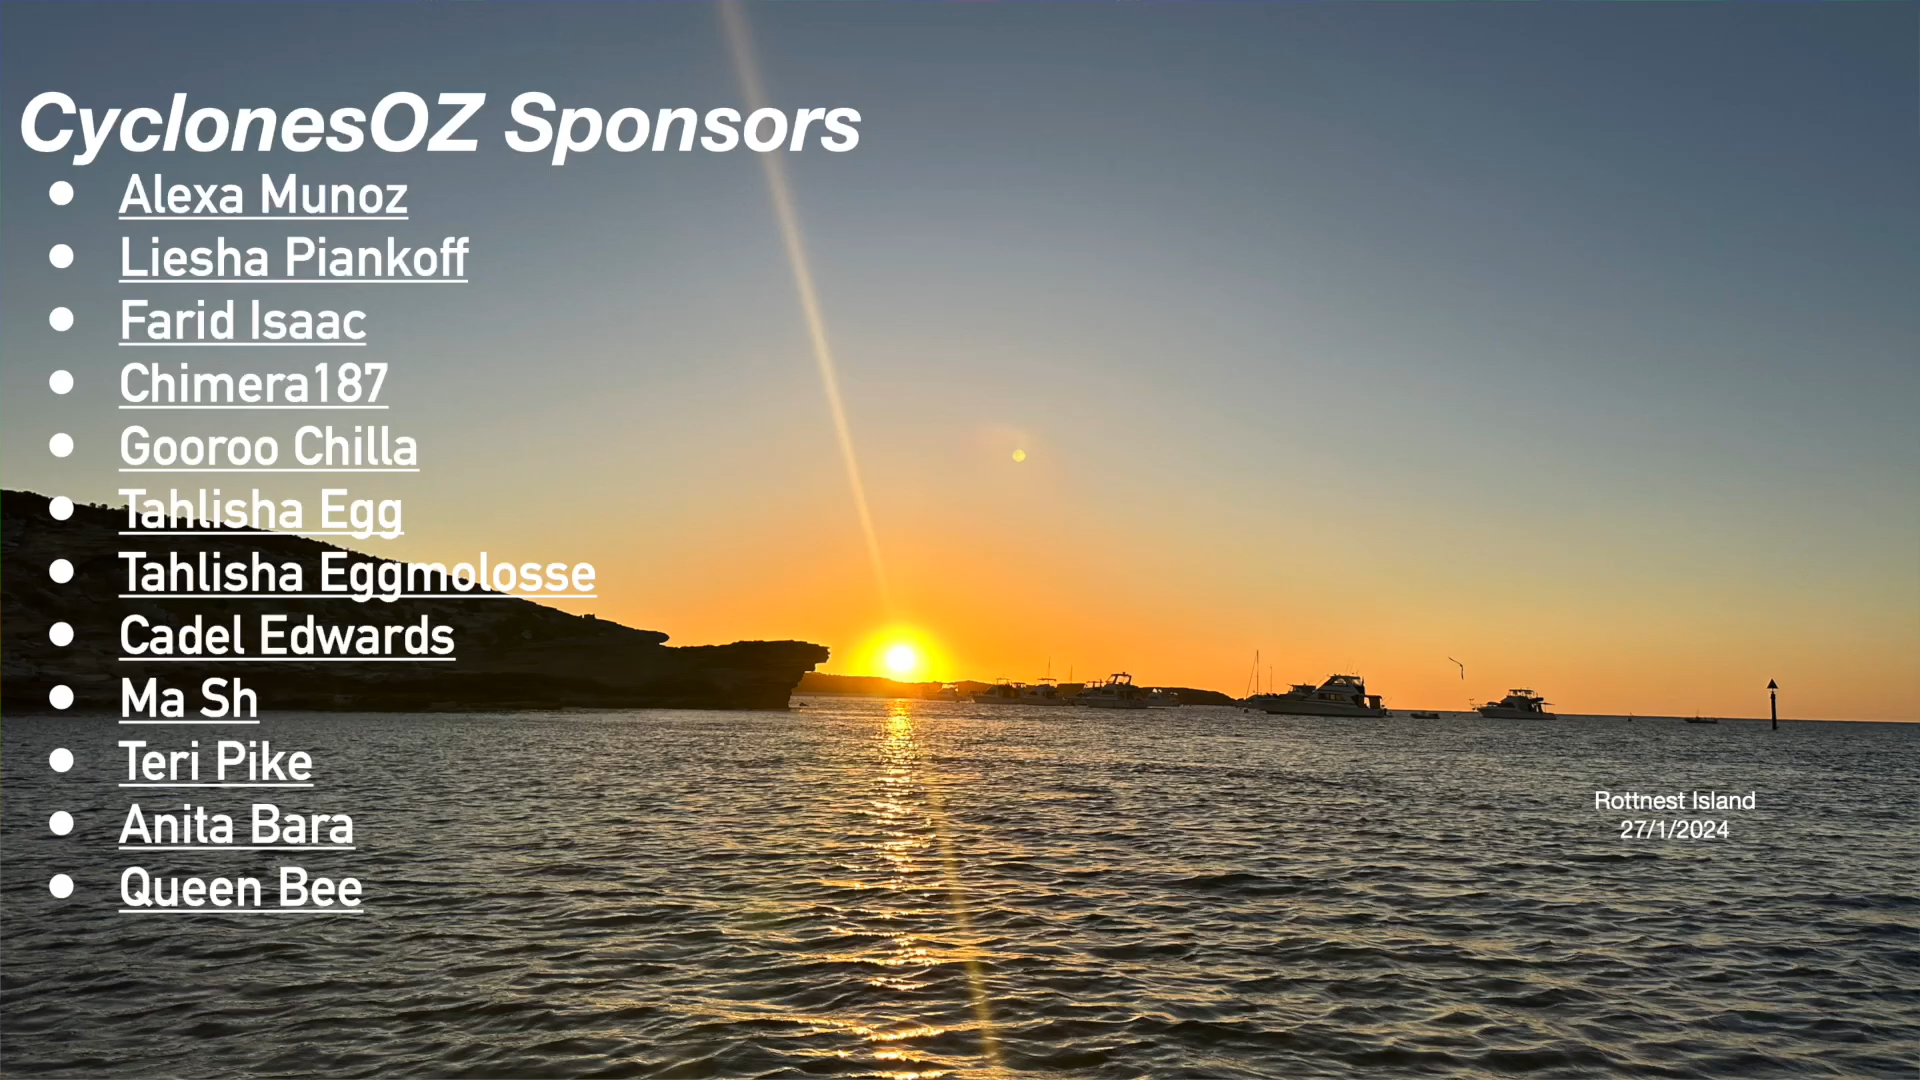 CyclonesOZ Sponsors
Alexa Munoz
Liesha Piankoff
Farid Isaac
Chimera187
Gooroo Chilla
Tahlisha Egg
Tahlisha Eggmolosse
Cadel Edwards
Ma Sh
Teri Pike
Anita Bara
Queen Bee
Rottnest Island
27/1/2024